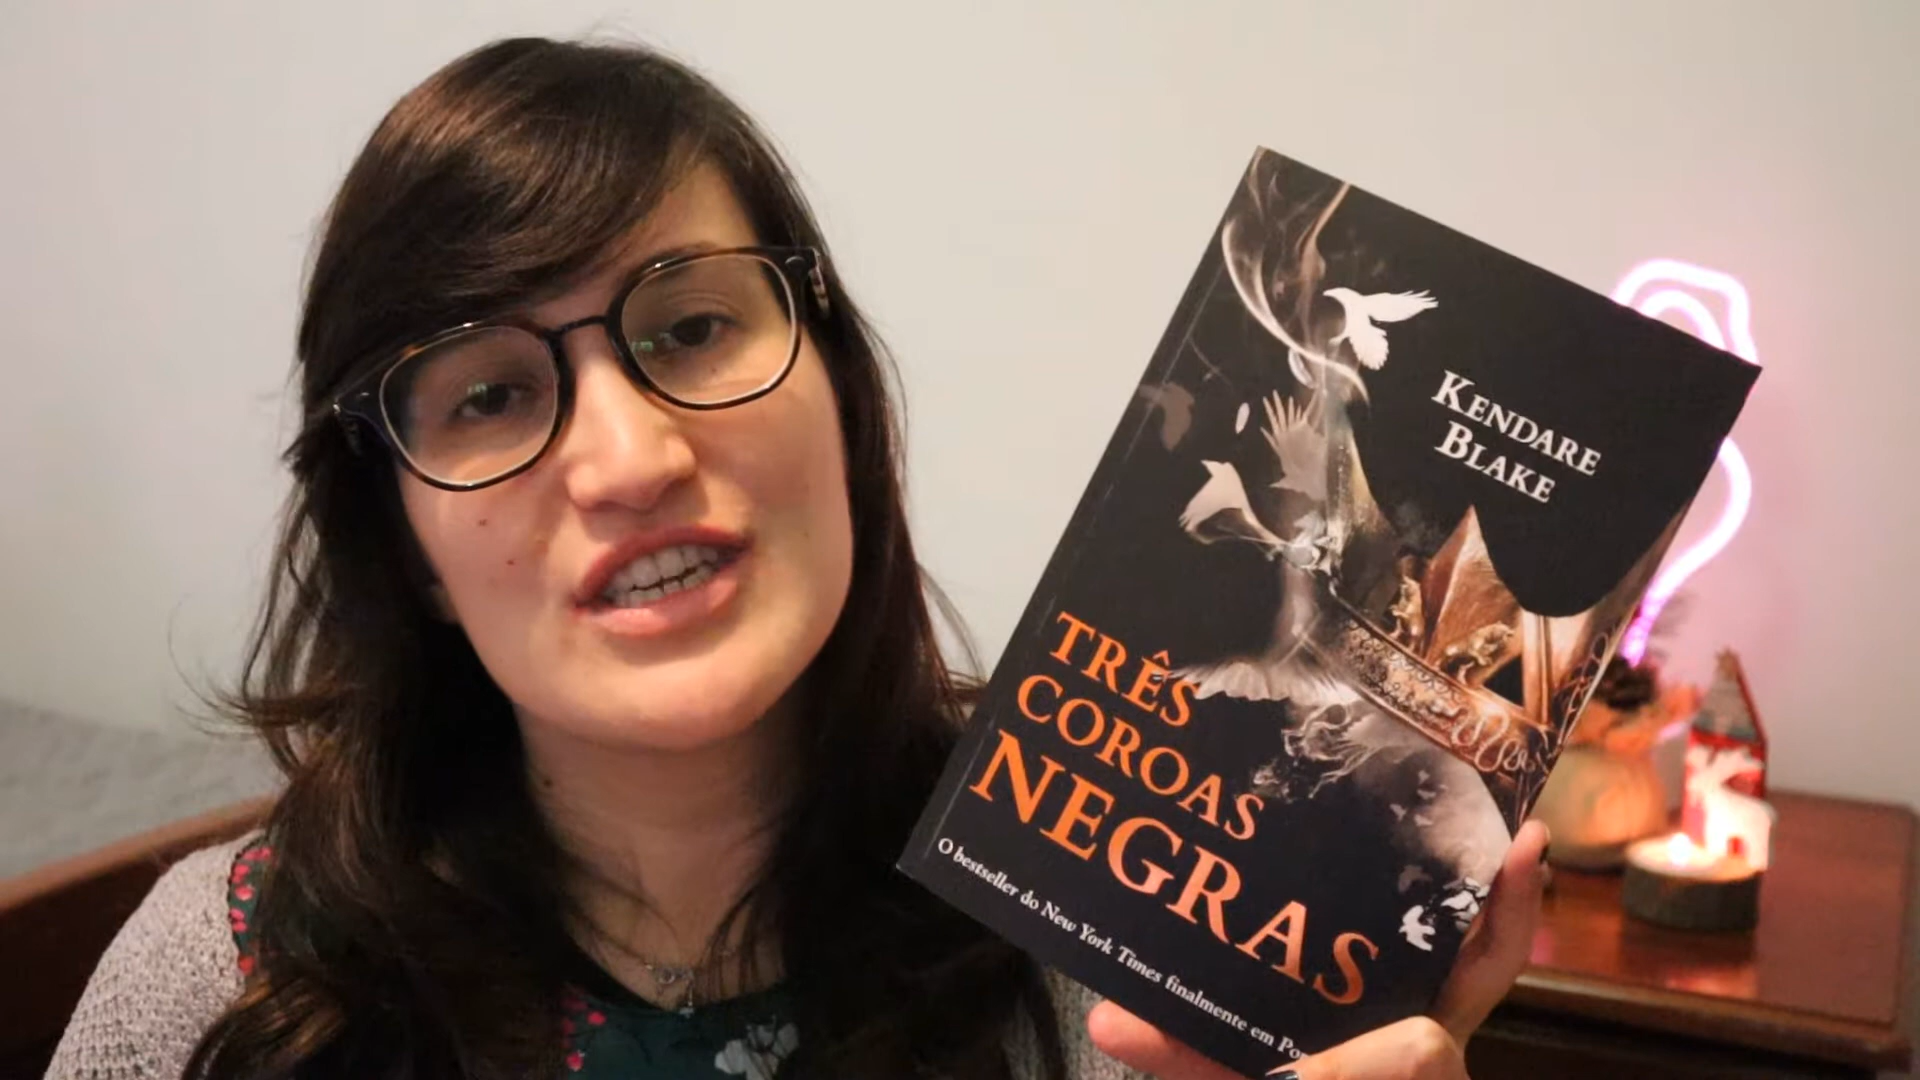 KENDARE
BLAKE
TRÊS
COROAS
NEGRAS
O bestseller do New York Times finalmente em